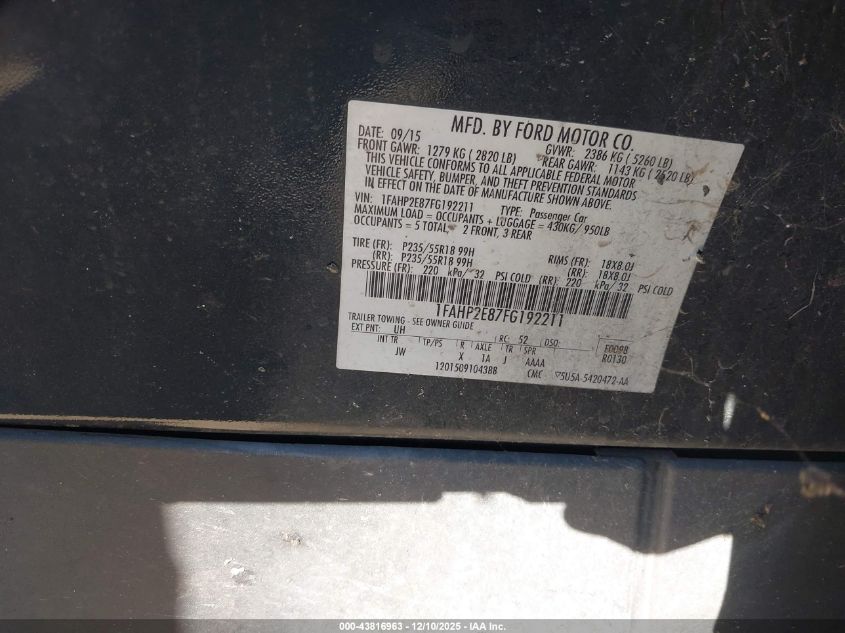 MFD. BY FORD MOTOR CO.
DATE: 09/15 GVWR: 2386 KG ( 5260 LB)
FRONT GAWR: 1279 KG ( 2820 LB) REAR GAWR: 1143 KG ( 2520 LB)
THIS VEHICLE CONFORMS TO ALL APPLICABLE FEDERAL MOTOR
VEHICLE SAFETY, BUMPER, AND THEFT PREVENTION STANDARDS
IN EFFECT ON THE DATE OF MANUFACTURE SHOWN ABOVE.
VIN: 1FAHP2E87FG192211 TYPE: Passenger Car
MAXIMUM LOAD = OCCUPANTS + LUGGAGE = 430KG/ 950LB
OCCUPANTS = 5 TOTAL, 2 FRONT, 3 REAR
TIRE (FR): P235/55R18 99H RIMS (FR): 18X8.0J
(RR): P235/55R18 99H (RR): 18X8.0J
PRESSURE (FR): 220 kPa/ 32 PSI COLD (RR): 220 kPa/ 32 PSI COLD
1FAHP2E87FG192211
TRAILER TOWING - SEE OWNER GUIDE
EXT PNT: UH RC: 52 DSO: F0098
INT TR TP/PS R AXLE TR SPR R0130
JW X 1A J AAAA
1201509104388 CMC ▽5U5A-5420472-AA
000-43816963 — 12/10/2025 — IAA Inc.